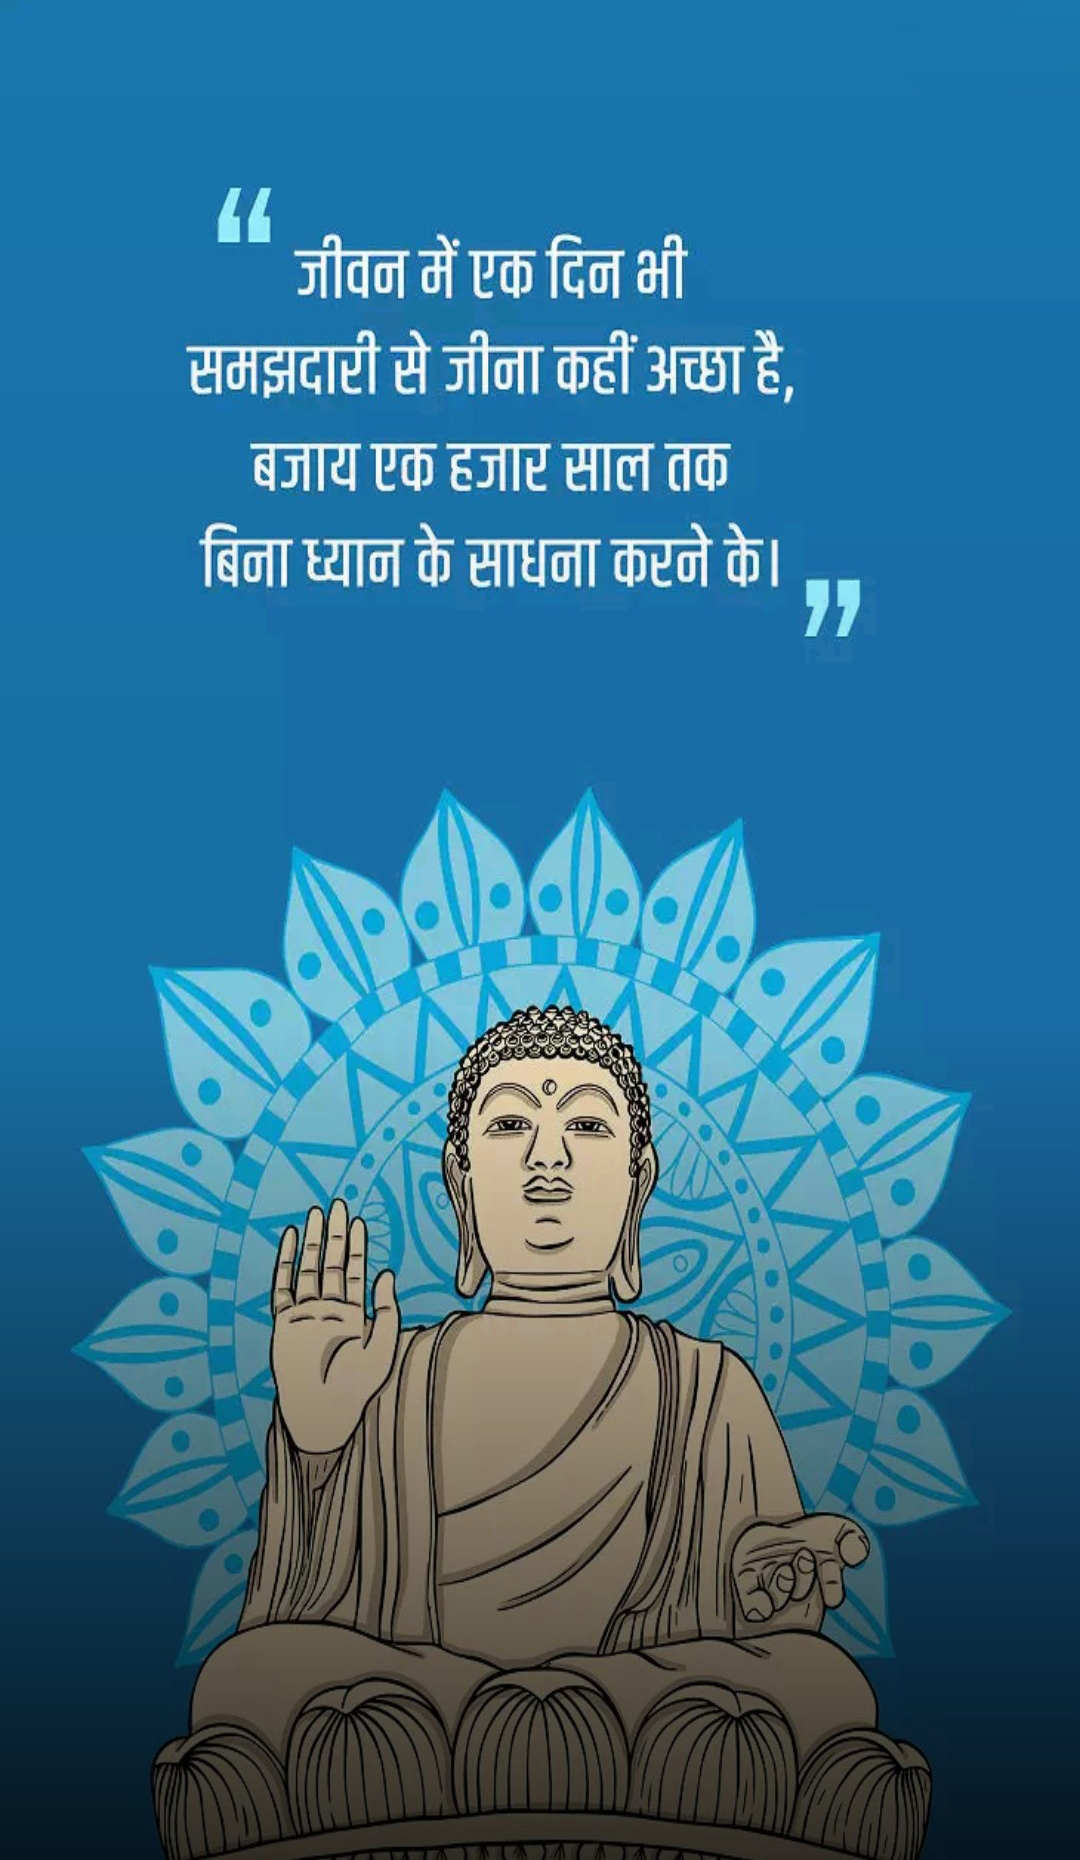 “ जीवन में एक दिन भी
समझदारी से जीना कहीं अच्छा है,
बजाय एक हजार साल तक
बिना ध्यान के साधना करने के। ”